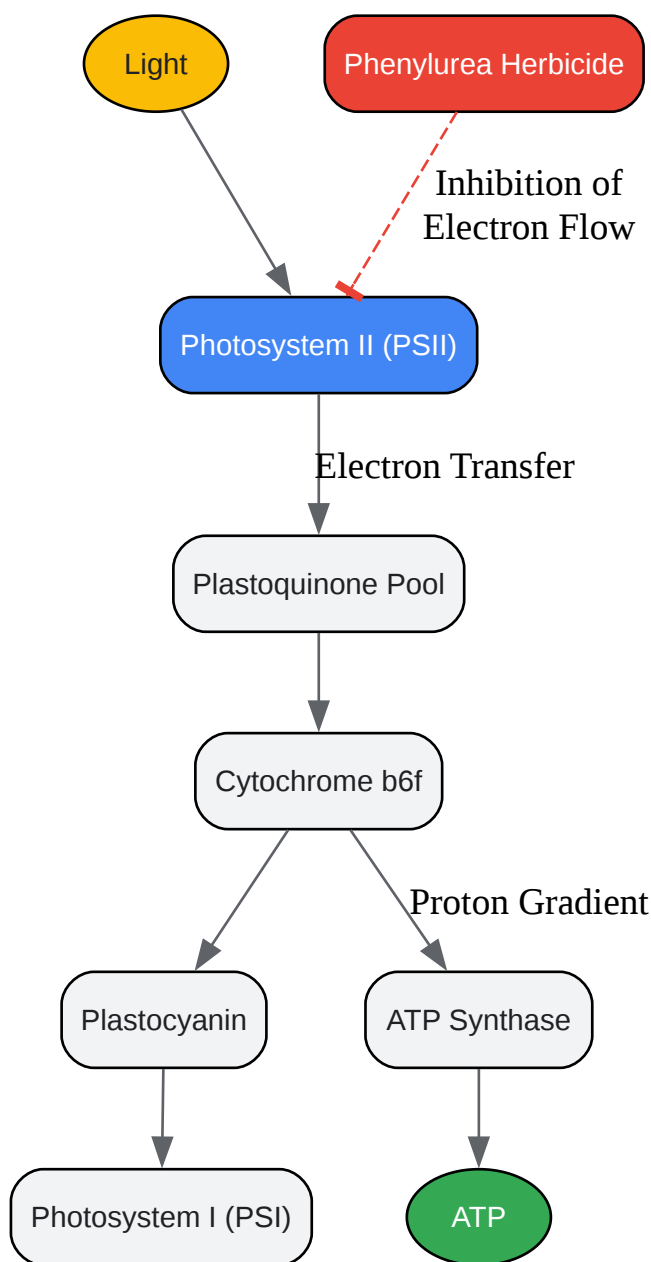 Light
Phenylurea Herbicide
Inhibition of
Electron Flow
Photosystem II (PSII)
Electron Transfer
Plastoquinone Pool
Cytochrome b6f
Proton Gradient
Plastocyanin
ATP Synthase
Photosystem I (PSI)
ATP